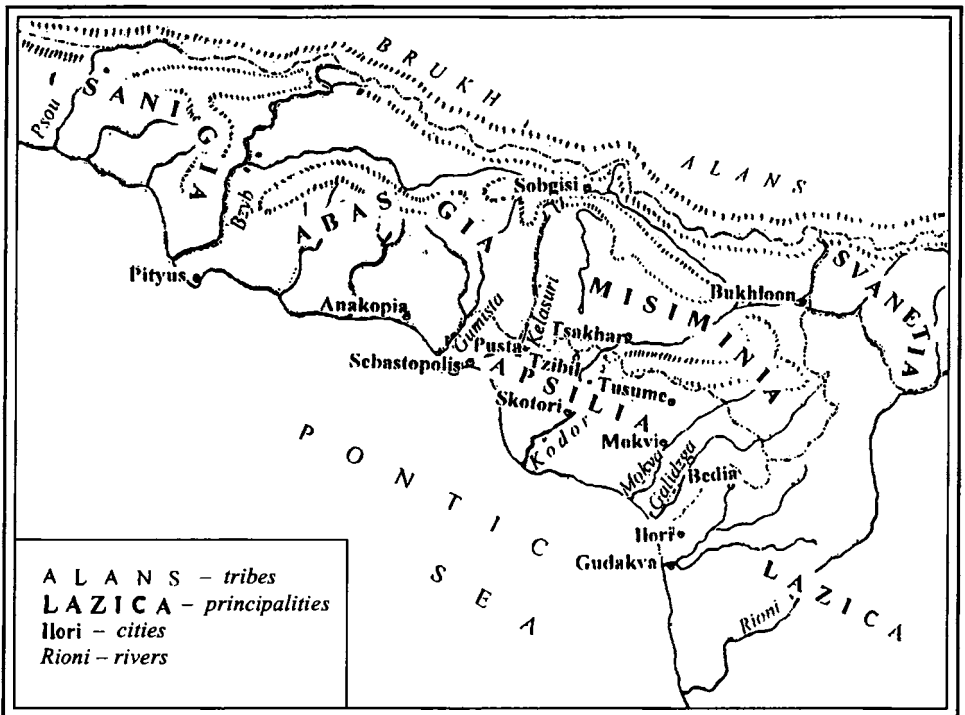 BRUKH
ALANS
Psou
SANIGIA
Bzyb
ABASGIA
Sobgisi
SVANETIA
Pityus
MISIMINIA
Bukhloon
Anakopia
Gumista
Kelasuri
Tsakhar
Pusta
Sebastopolis
Tzibil
APSILIA
Tusume
Skotori
Kodor
Mokvi
Mokva
Galidzga
Bedia
PONTIC SEA
Ilori
Gudakva
LAZICA
Rioni
ALANS – tribes
LAZICA – principalities
Ilori – cities
Rioni – rivers